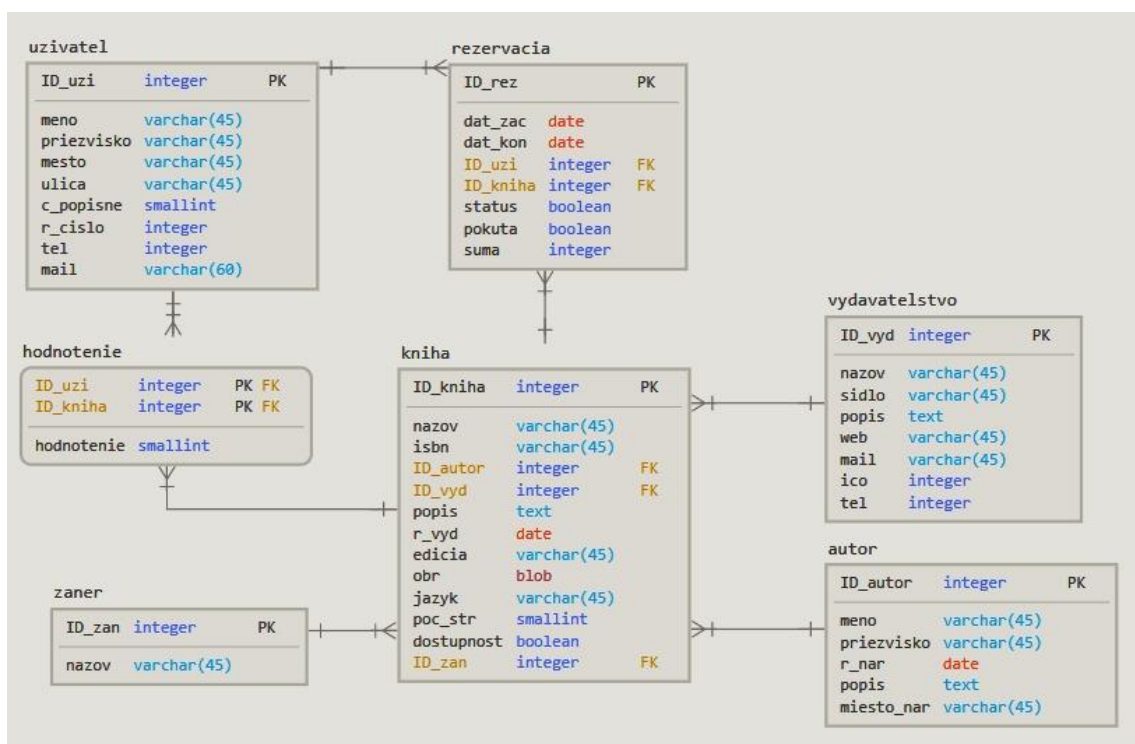 uzivatel
ID_uzi integer PK
meno varchar(45)
priezvisko varchar(45)
mesto varchar(45)
ulica varchar(45)
c_popisne smallint
r_cislo integer
tel integer
mail varchar(60)
rezervacia
ID_rez PK
dat_zac date
dat_kon date
ID_uzi integer FK
ID_kniha integer FK
status boolean
pokuta boolean
suma integer
hodnotenie
ID_uzi integer PK FK
ID_kniha integer PK FK
hodnotenie smallint
kniha
ID_kniha integer PK
nazov varchar(45)
isbn varchar(45)
ID_autor integer FK
ID_vyd integer FK
popis text
r_vyd date
edicia varchar(45)
obr blob
jazyk varchar(45)
poc_str smallint
dostupnost boolean
ID_zan integer FK
vydavatelstvo
ID_vyd integer PK
nazov varchar(45)
sidlo varchar(45)
popis text
web varchar(45)
mail varchar(45)
ico integer
tel integer
zaner
ID_zan integer PK
nazov varchar(45)
autor
ID_autor integer PK
meno varchar(45)
priezvisko varchar(45)
r_nar date
popis text
miesto_nar varchar(45)